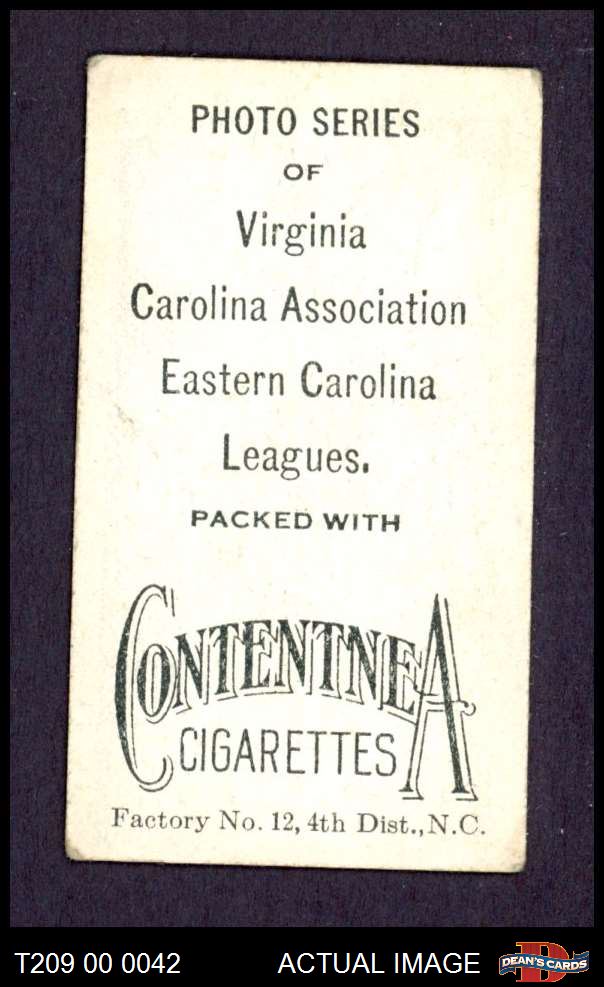 PHOTO SERIES
OF
Virginia
Carolina Association
Eastern Carolina
Leagues.
PACKED WITH
CONTENTNEA
CIGARETTES
Factory No. 12, 4th Dist., N.C.
T209 00 0042 ACTUAL IMAGE DEAN'S CARDS